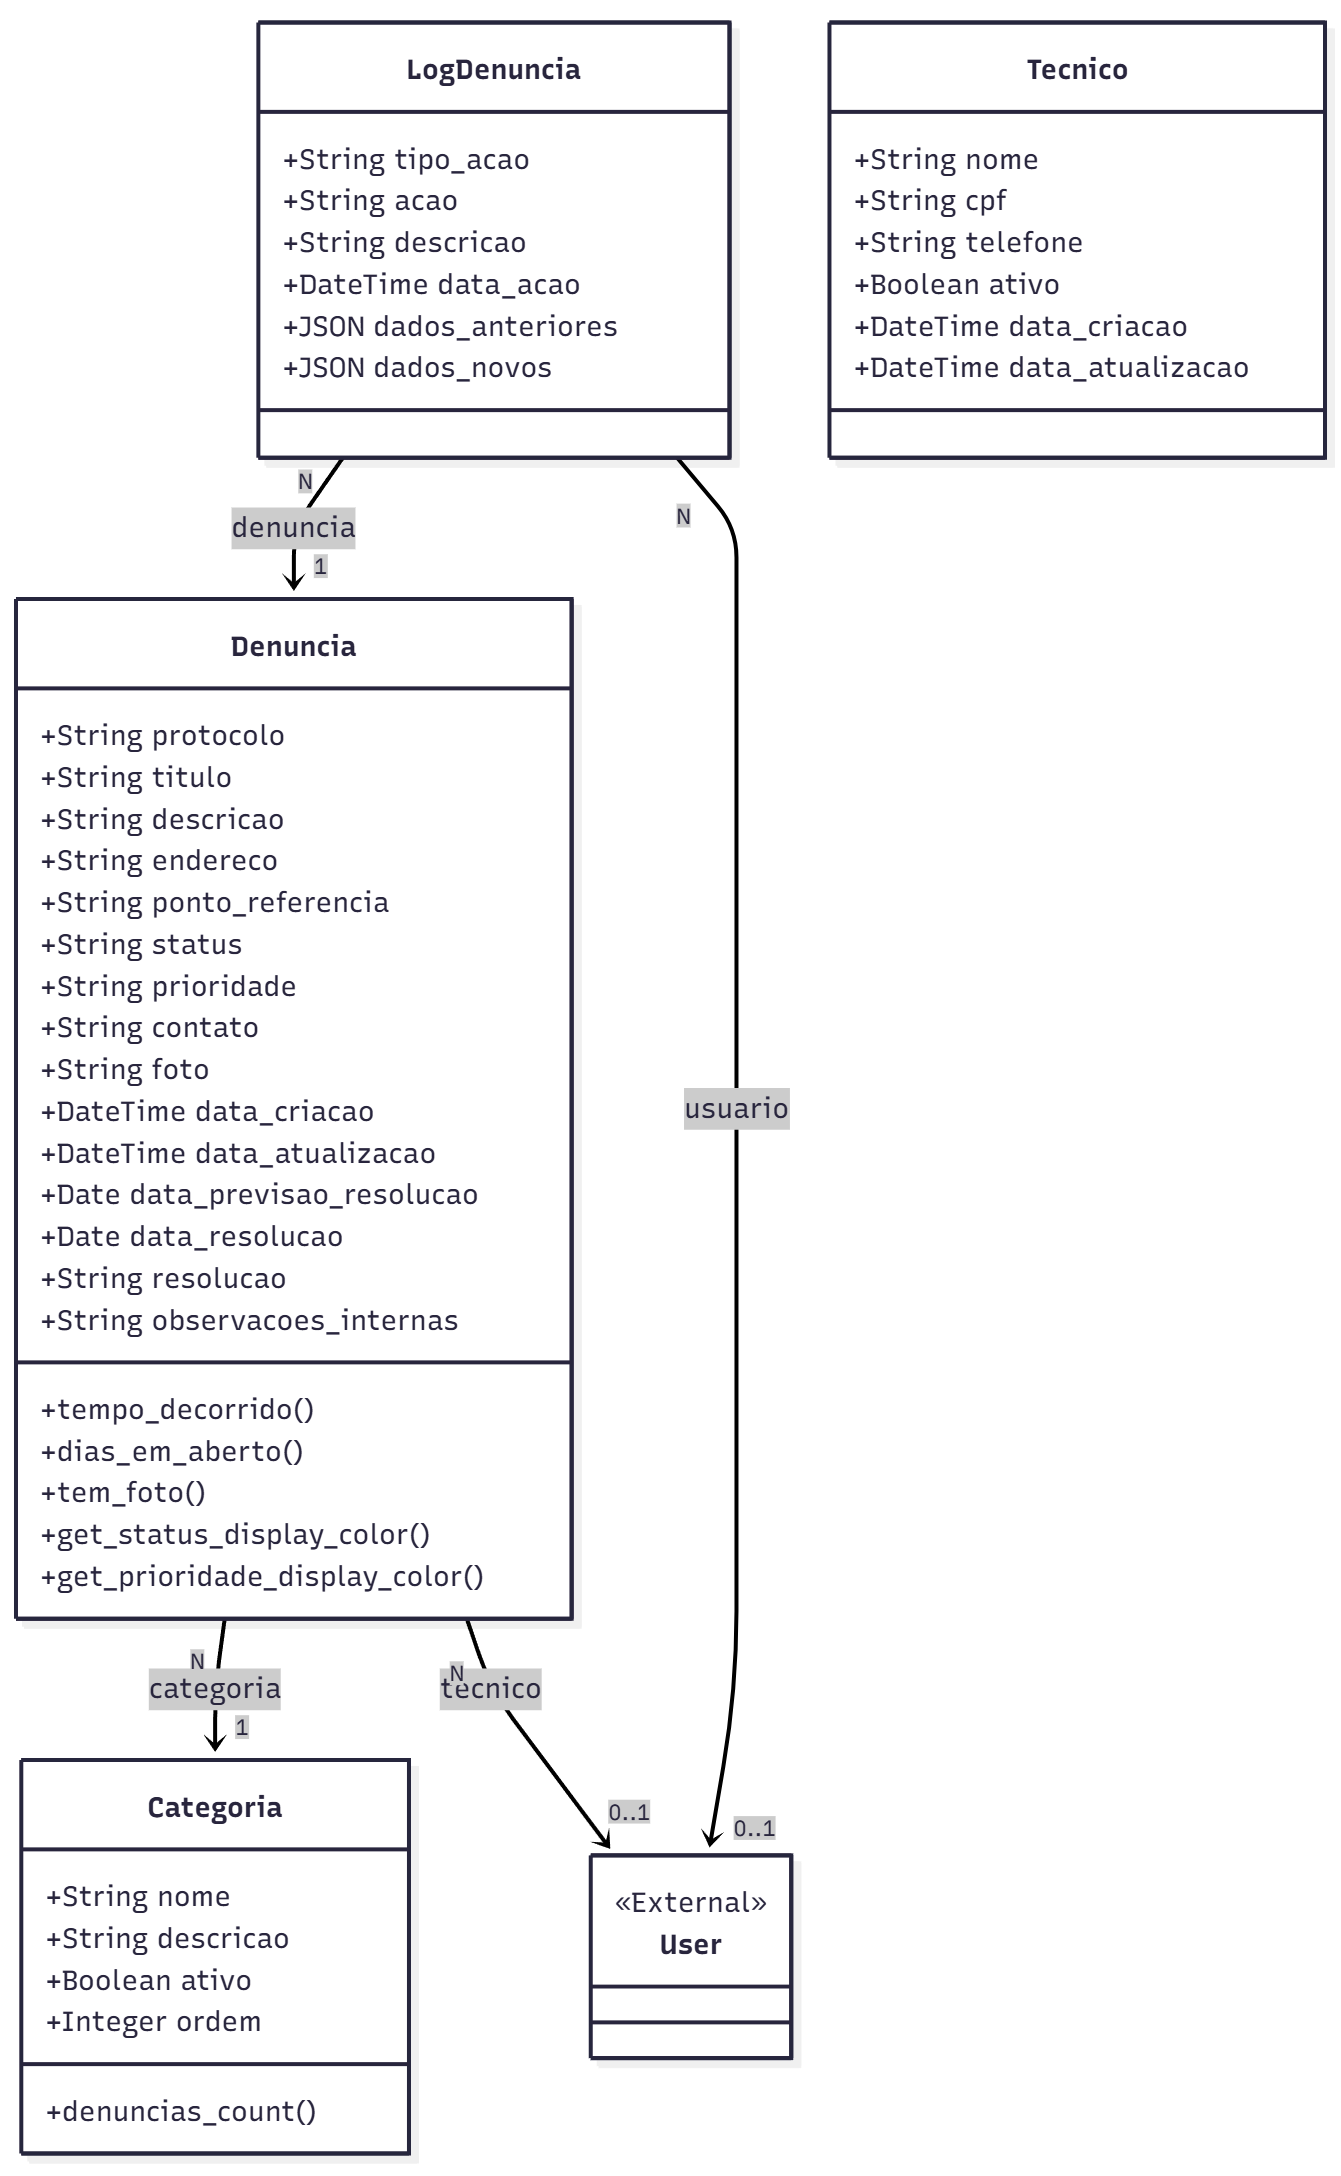 LogDenuncia
+String tipo_acao
+String acao
+String descricao
+DateTime data_acao
+JSON dados_anteriores
+JSON dados_novos
Tecnico
+String nome
+String cpf
+String telefone
+Boolean ativo
+DateTime data_criacao
+DateTime data_atualizacao
N
denuncia
1
N
usuario
0..1
Denuncia
+String protocolo
+String titulo
+String descricao
+String endereco
+String ponto_referencia
+String status
+String prioridade
+String contato
+String foto
+DateTime data_criacao
+DateTime data_atualizacao
+Date data_previsao_resolucao
+Date data_resolucao
+String resolucao
+String observacoes_internas
+tempo_decorrido()
+dias_em_aberto()
+tem_foto()
+get_status_display_color()
+get_prioridade_display_color()
N
categoria
1
N
tecnico
0..1
Categoria
+String nome
+String descricao
+Boolean ativo
+Integer ordem
+denuncias_count()
«External»
User